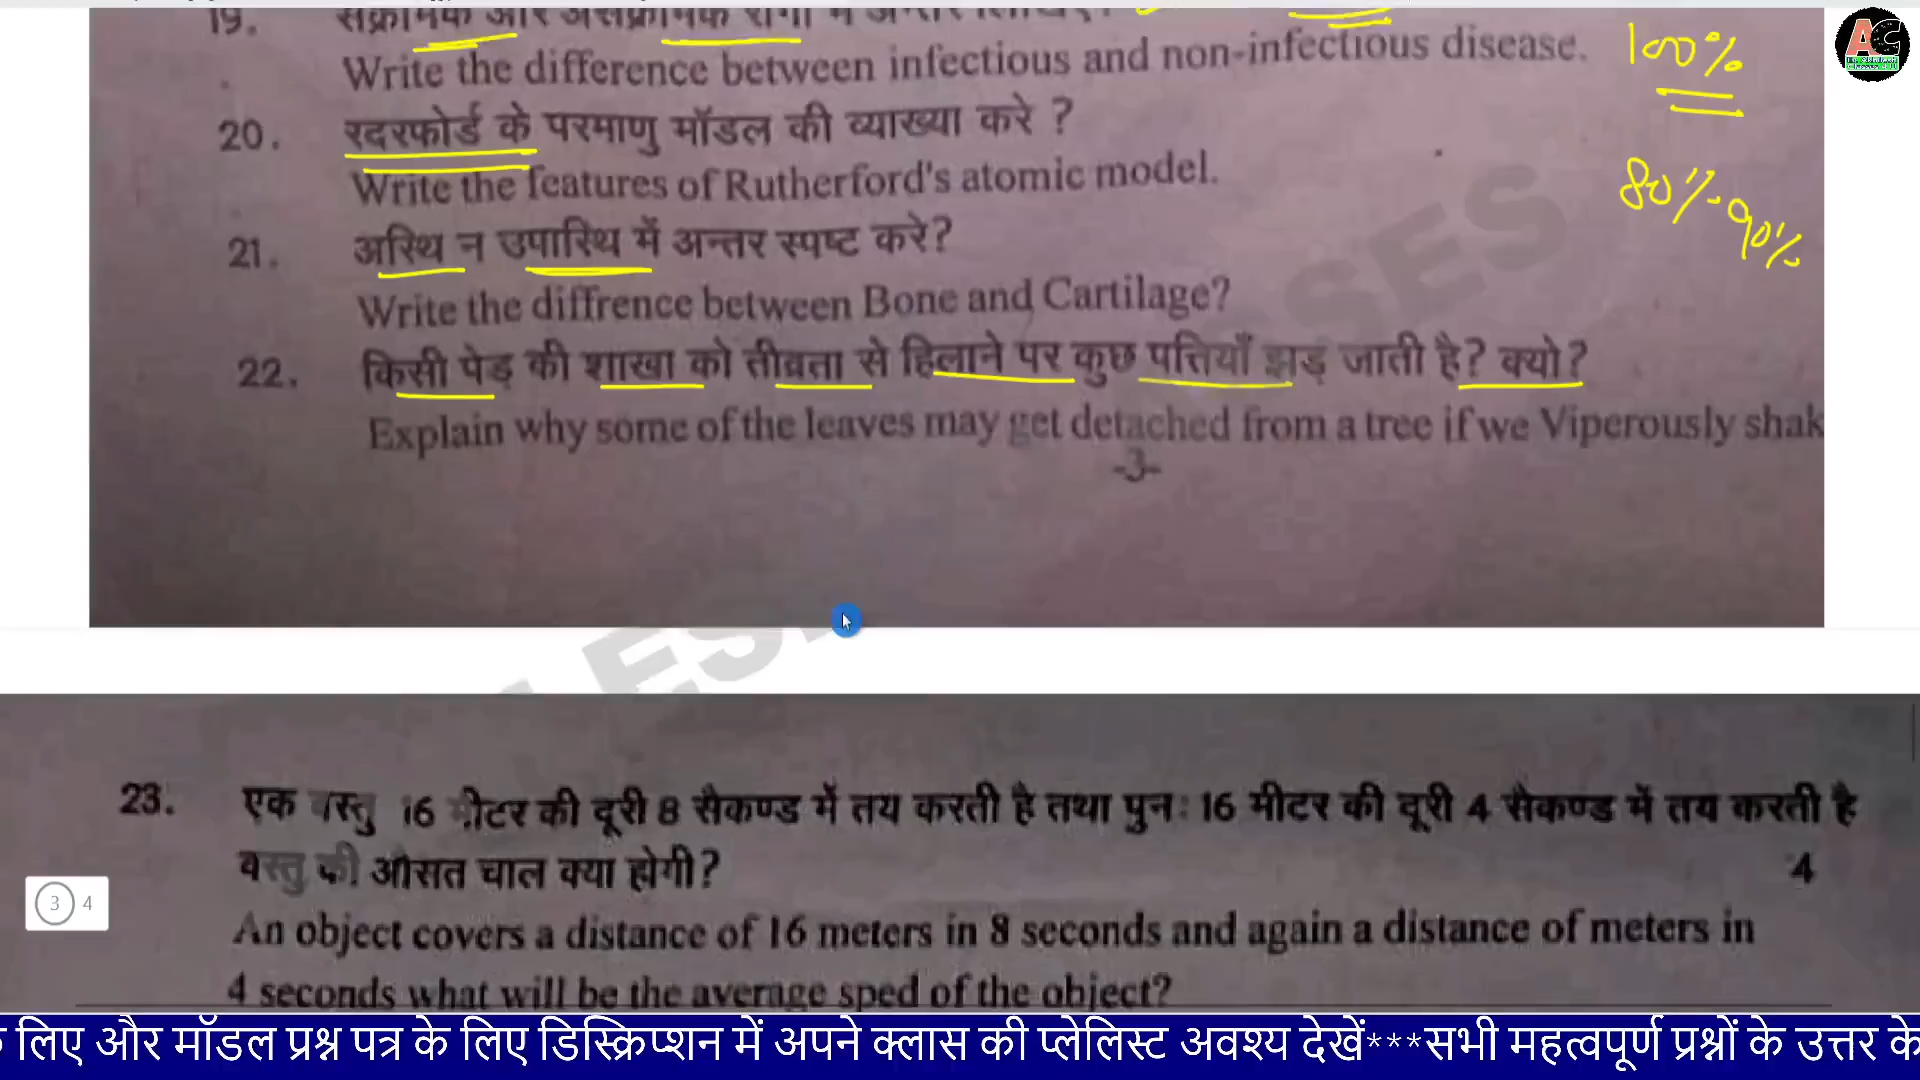 19.
Write the difference between infectious and non-infectious disease.
100%
20. रदरफोर्ड के परमाणु मॉडल की व्याख्या करे ?
Write the features of Rutherford's atomic model.
80%-90%
21. अस्थि न उपास्थि में अन्तर स्पष्ट करे?
Write the diffrence between Bone and Cartilage?
22. किसी पेड़ की शाखा को तीव्रता से हिलाने पर कुछ पत्तियाँ झड़ जाती है? क्यो?
Explain why some of the leaves may get detached from a tree if we Viperously shak
-3-
23. एक वस्तु 16 मीटर की दूरी 8 सैकण्ड में तय करती है तथा पुनः 16 मीटर की दूरी 4 सैकण्ड में तय करती है
वस्तु की औसत चाल क्या होगी? 4
3 4
An object covers a distance of 16 meters in 8 seconds and again a distance of meters in
4 seconds what will be the average sped of the object?
लिए और मॉडल प्रश्न पत्र के लिए डिस्क्रिप्शन में अपने क्लास की प्लेलिस्ट अवश्य देखें***सभी महत्वपूर्ण प्रश्नों के उत्तर के